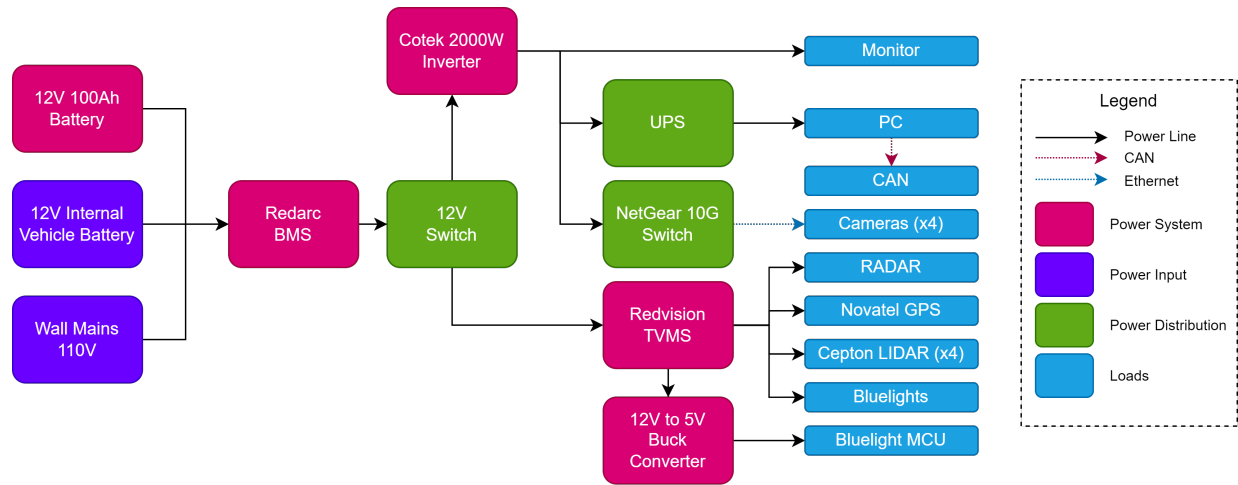 Cotek 2000W
Inverter
Monitor
12V 100Ah
Battery
UPS
PC
CAN
12V Internal
Vehicle Battery
Redarc
BMS
12V
Switch
NetGear 10G
Switch
Cameras (x4)
RADAR
Wall Mains
110V
Redvision
TVMS
Novatel GPS
Cepton LIDAR (x4)
Bluelights
12V to 5V
Buck
Converter
Bluelight MCU
Legend
Power Line
CAN
Ethernet
Power System
Power Input
Power Distribution
Loads